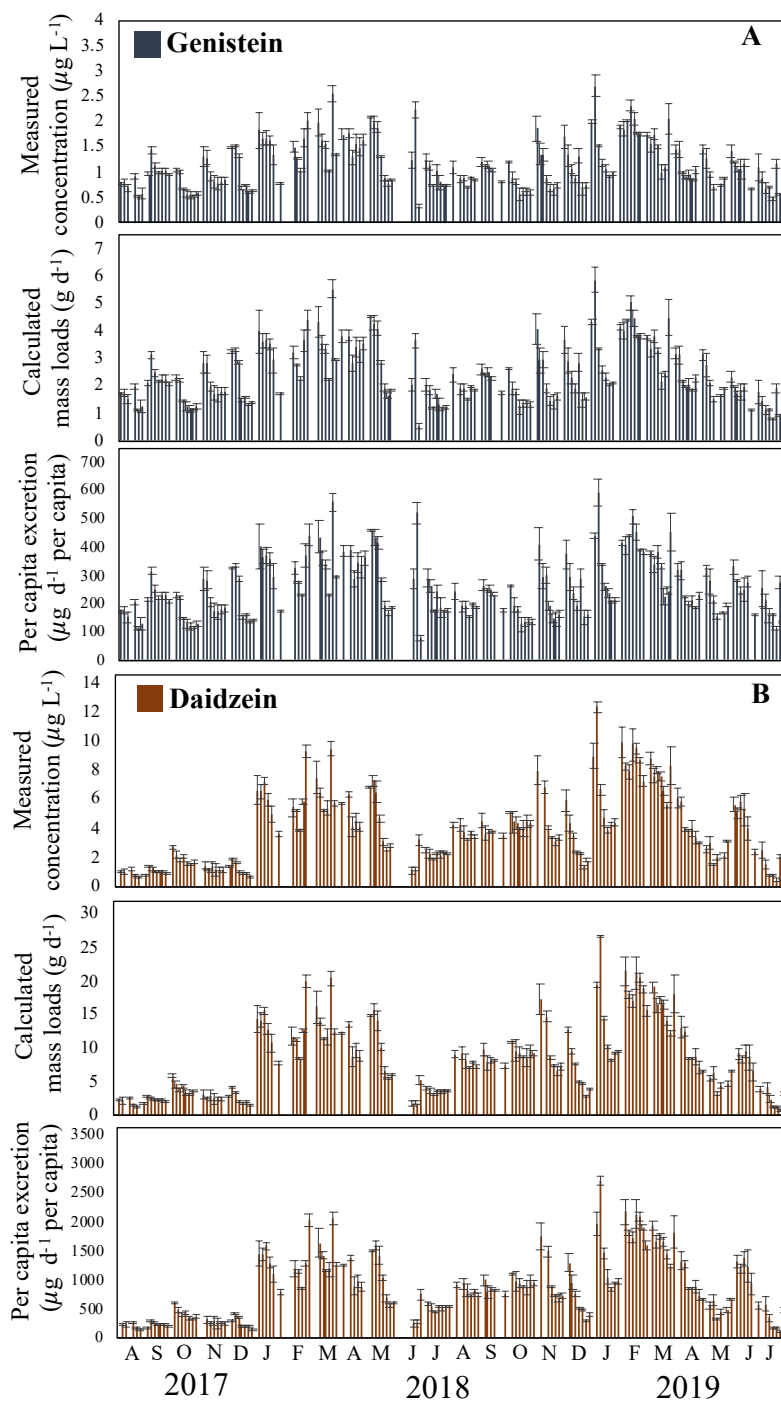 Genistein
A
Measured
concentration (µg L-1)
4
3.5
3
2.5
2
1.5
1
0.5
0
Calculated
mass loads (g d-1)
7
6
5
4
3
2
1
0
Per capita excretion
(µg d-1 per capita)
700
600
500
400
300
200
100
0
Daidzein
B
Measured
concentration (µg L-1)
14
12
10
8
6
4
2
0
Calculated
mass loads (g d-1)
30
25
20
15
10
5
0
Per capita excretion
(µg d-1 per capita)
3500
3000
2500
2000
1500
1000
500
0
A S O N D J F M A M J J A S O N D J F M A M J J
2017 2018 2019